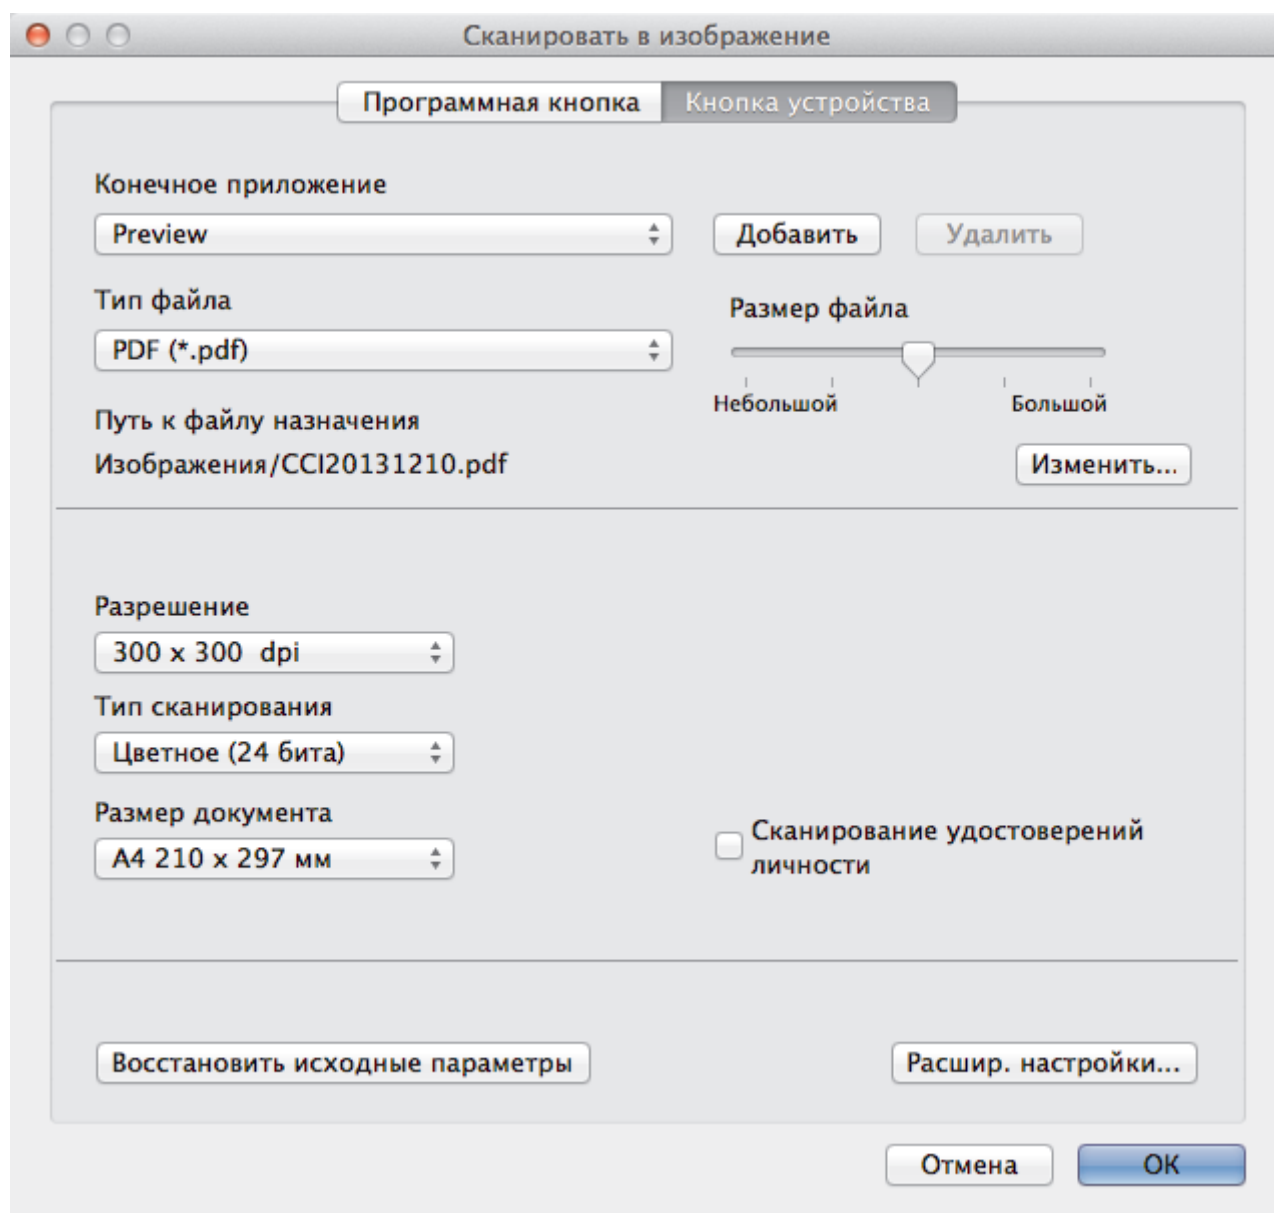 Сканировать в изображение
Программная кнопка
Кнопка устройства
Конечное приложение
Preview
Добавить
Удалить
Тип файла
Размер файла
PDF (*.pdf)
Небольшой
Большой
Путь к файлу назначения
Изображения/CCI20131210.pdf
Изменить...
Разрешение
300 x 300 dpi
Тип сканирования
Цветное (24 бита)
Размер документа
A4 210 x 297 мм
Сканирование удостоверений
личности
Восстановить исходные параметры
Расшир. настройки...
Отмена
OK